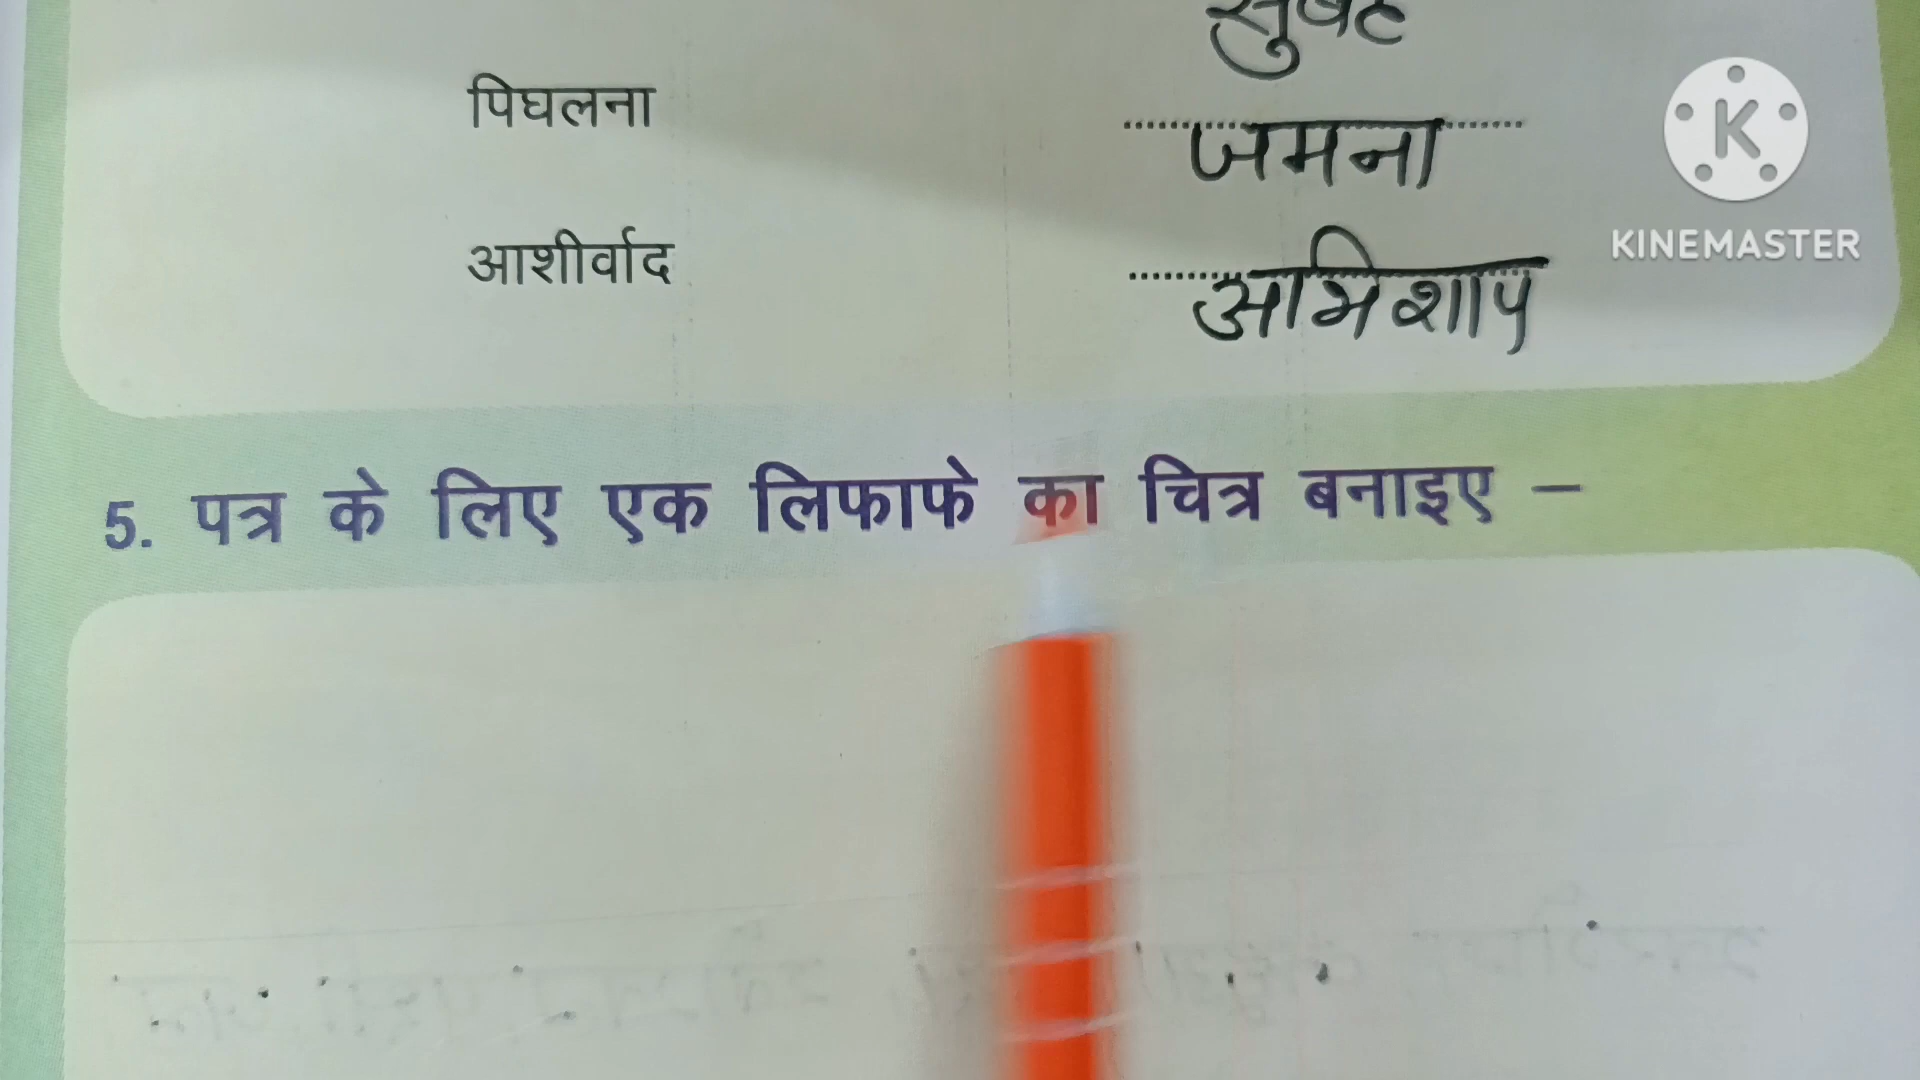 सुबह
पिघलना जमना
आशीर्वाद अभिशाप
K
KINEMASTER
5. पत्र के लिए एक लिफाफे का चित्र बनाइए –